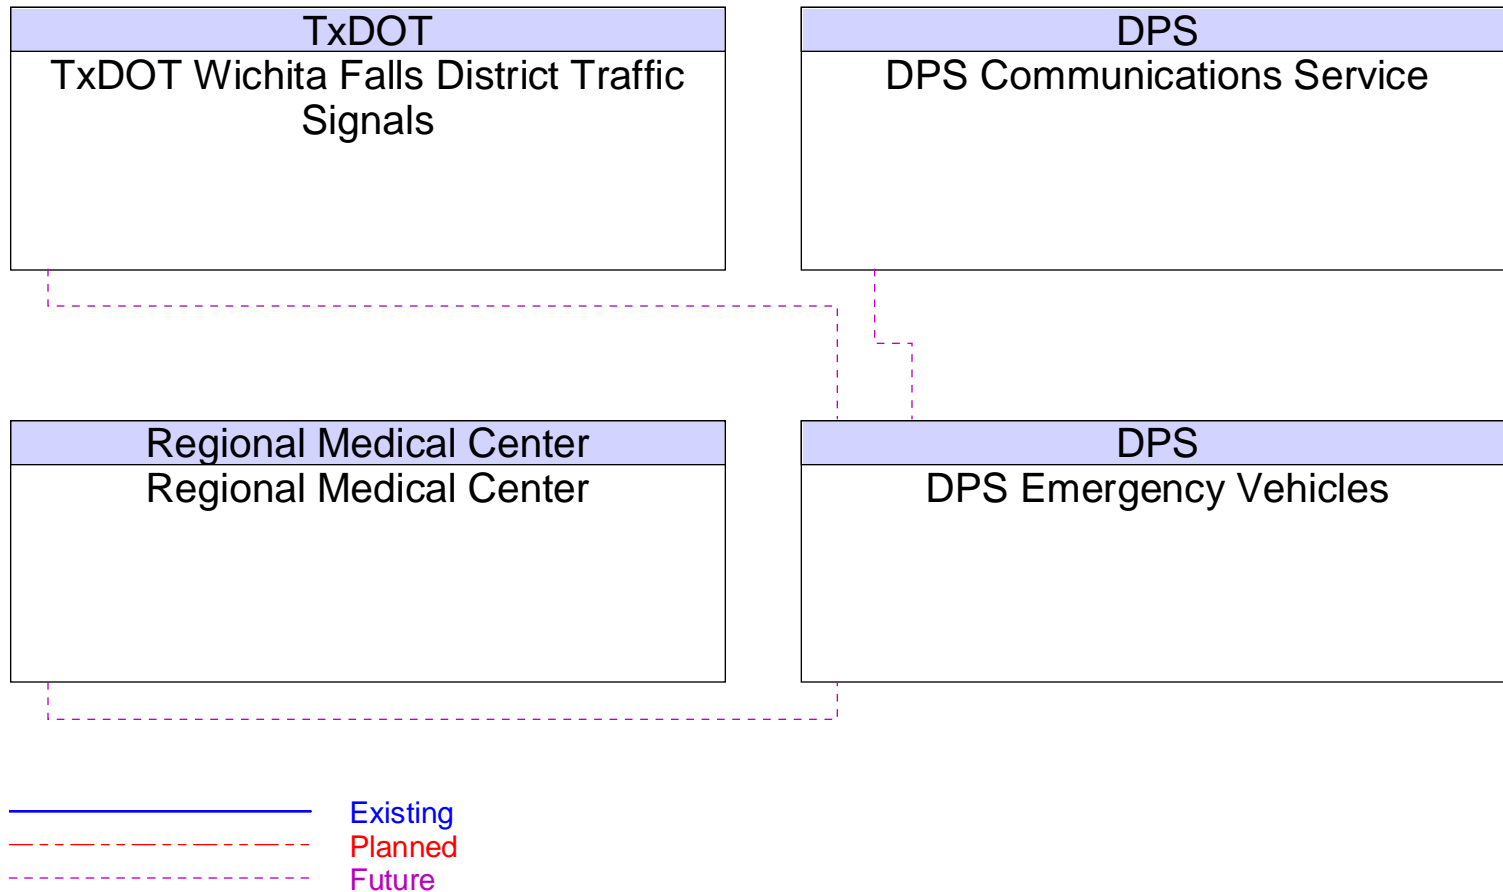 TxDOT
TxDOT Wichita Falls District Traffic
Signals
DPS
DPS Communications Service
Regional Medical Center
Regional Medical Center
DPS
DPS Emergency Vehicles
Existing
Planned
Future